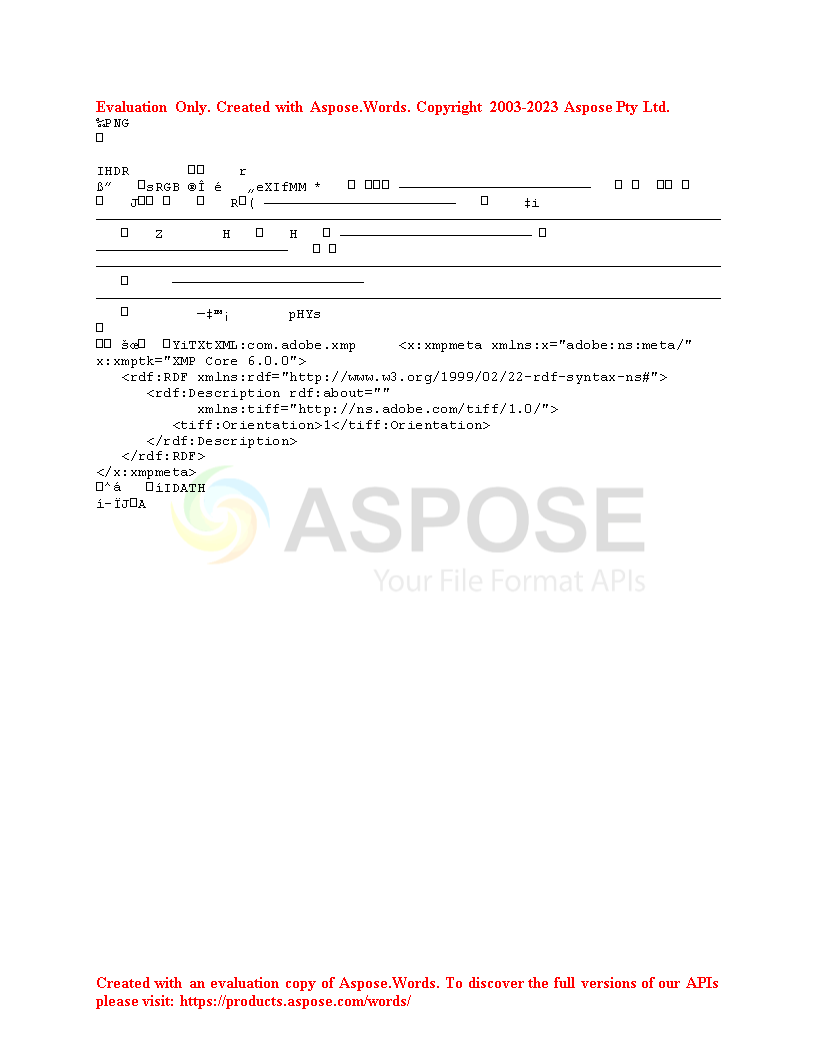 Evaluation Only. Created with Aspose.Words. Copyright 2003-2023 Aspose Pty Ltd.
‰PNG
IHDR r
ß” sRGB ®Î é „eXIfMM *
J R ( ‡i
Z H H
—‡™¡ pHYs
šœ YiTXtXML:com.adobe.xmp <x:xmpmeta xmlns:x="adobe:ns:meta/"
x:xmptk="XMP Core 6.0.0">
<rdf:RDF xmlns:rdf="http://www.w3.org/1999/02/22-rdf-syntax-ns#">
<rdf:Description rdf:about=""
xmlns:tiff="http://ns.adobe.com/tiff/1.0/">
<tiff:Orientation>1</tiff:Orientation>
</rdf:Description>
</rdf:RDF>
</x:xmpmeta>
^á íIDATH
í–ÏJA
ASPOSE
Your File Format APIs
Created with an evaluation copy of Aspose.Words. To discover the full versions of our APIs
please visit: https://products.aspose.com/words/